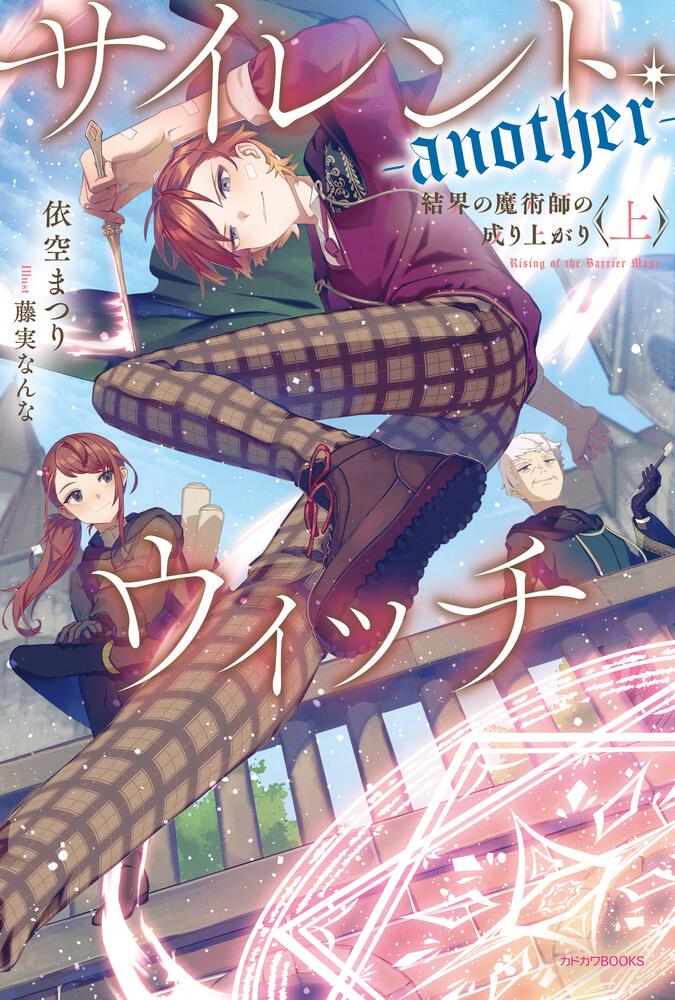 サイレント・
-another-
結界の魔術師の
成り上がり〈上〉
Rising of the Barrier Mage
依空まつり
Illust 藤実なんな
ウィッチ
カドカワBOOKS